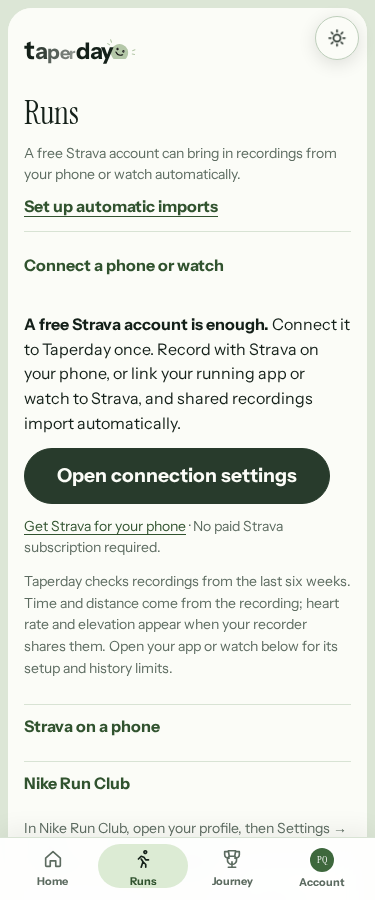 taperday
Runs
A free Strava account can bring in recordings from
your phone or watch automatically.
Set up automatic imports
Connect a phone or watch
A free Strava account is enough. Connect it
to Taperday once. Record with Strava on
your phone, or link your running app or
watch to Strava, and shared recordings
import automatically.
Open connection settings
Get Strava for your phone · No paid Strava
subscription required.
Taperday checks recordings from the last six weeks.
Time and distance come from the recording; heart
rate and elevation appear when your recorder
shares them. Open your app or watch below for its
setup and history limits.
Strava on a phone
Nike Run Club
In Nike Run Club, open your profile, then Settings →
PQ
Home Runs Journey Account